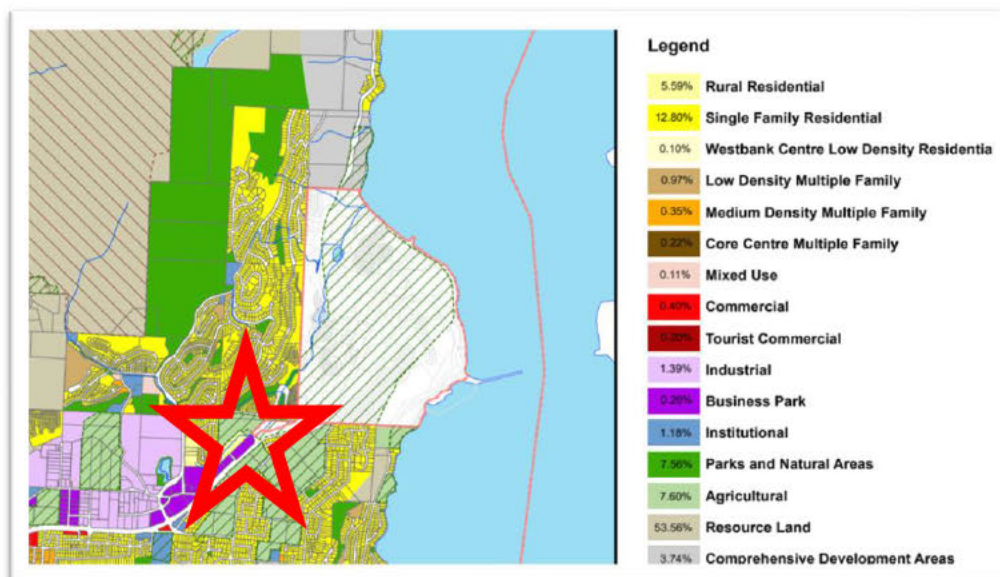 Legend
5.59% Rural Residential
12.80% Single Family Residential
0.10% Westbank Centre Low Density Residentia
0.97% Low Density Multiple Family
0.35% Medium Density Multiple Family
0.22% Core Centre Multiple Family
0.11% Mixed Use
0.40% Commercial
0.20% Tourist Commercial
1.39% Industrial
0.26% Business Park
1.18% Institutional
7.56% Parks and Natural Areas
7.60% Agricultural
53.56% Resource Land
3.74% Comprehensive Development Areas